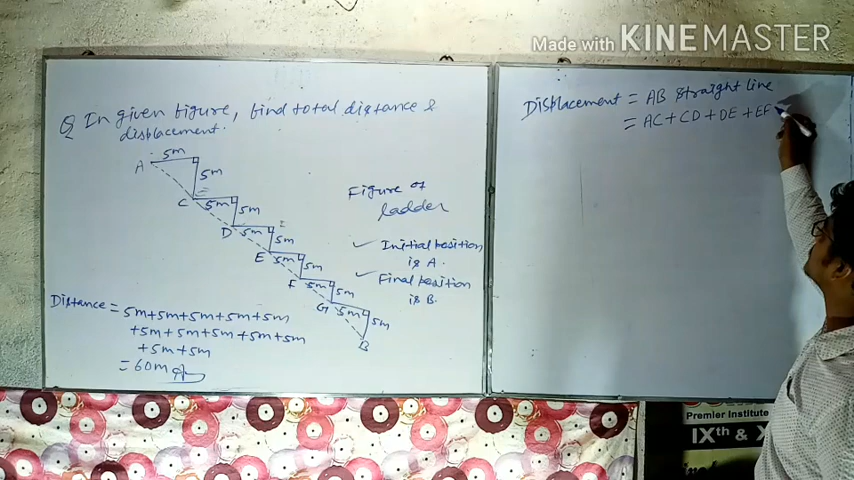 Made with KINEMASTER
Q In given figure, find total distance &
displacement.
A 5m
5m
C 5m 5m
D 5m 5m
E 5m 5m
F 5m 5m
G 5m 5m
B
Figure of
ladder
✓ Initial position
is A.
✓ Final position
is B.
Distance = 5m+5m+5m+5m+5m
+5m+5m+5m+5m+5m
+5m+5m
= 60m
Displacement = AB straight line
= AC + CD + DE + EF
Premier Institute
IXth &